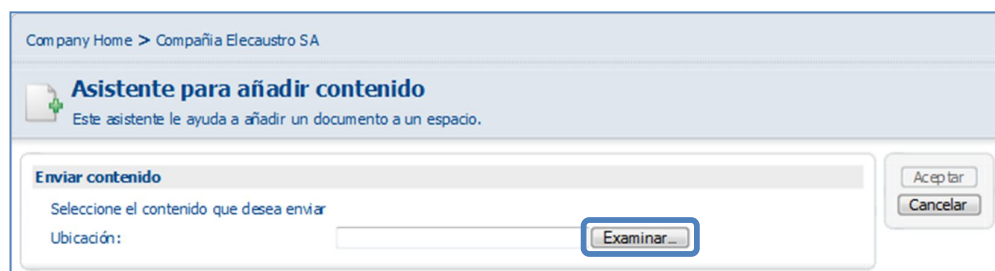 Company Home > Compañia Elecaustro SA
Asistente para añadir contenido
Este asistente le ayuda a añadir un documento a un espacio.
Enviar contenido
Aceptar
Seleccione el contenido que desea enviar
Cancelar
Ubicación:
Examinar...